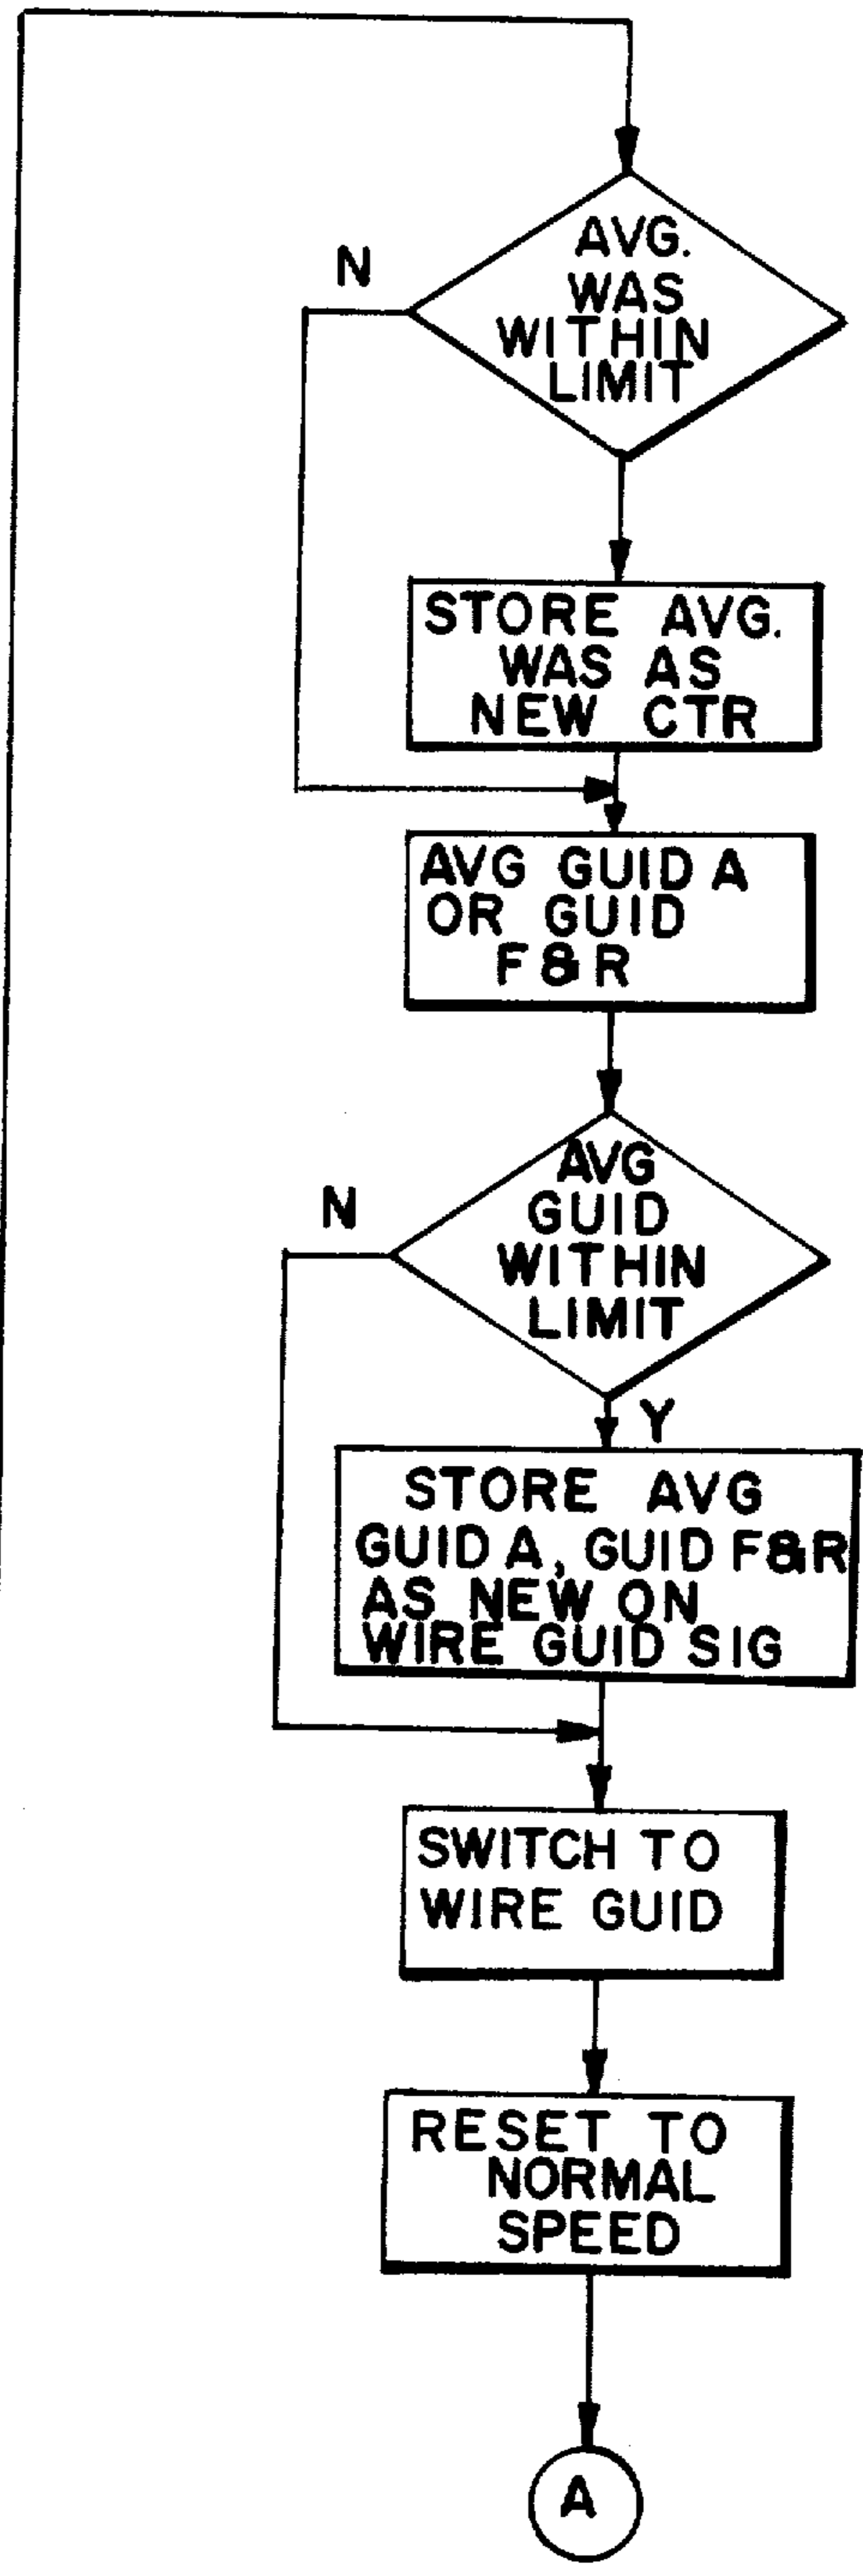 N
AVG.
WAS
WITHIN
LIMIT
STORE AVG.
WAS AS
NEW CTR
AVG GUID A
OR GUID
F&R
N
AVG
GUID
WITHIN
LIMIT
Y
STORE AVG
GUID A, GUID F&R
AS NEW ON
WIRE GUID SIG
SWITCH TO
WIRE GUID
RESET TO
NORMAL
SPEED
A